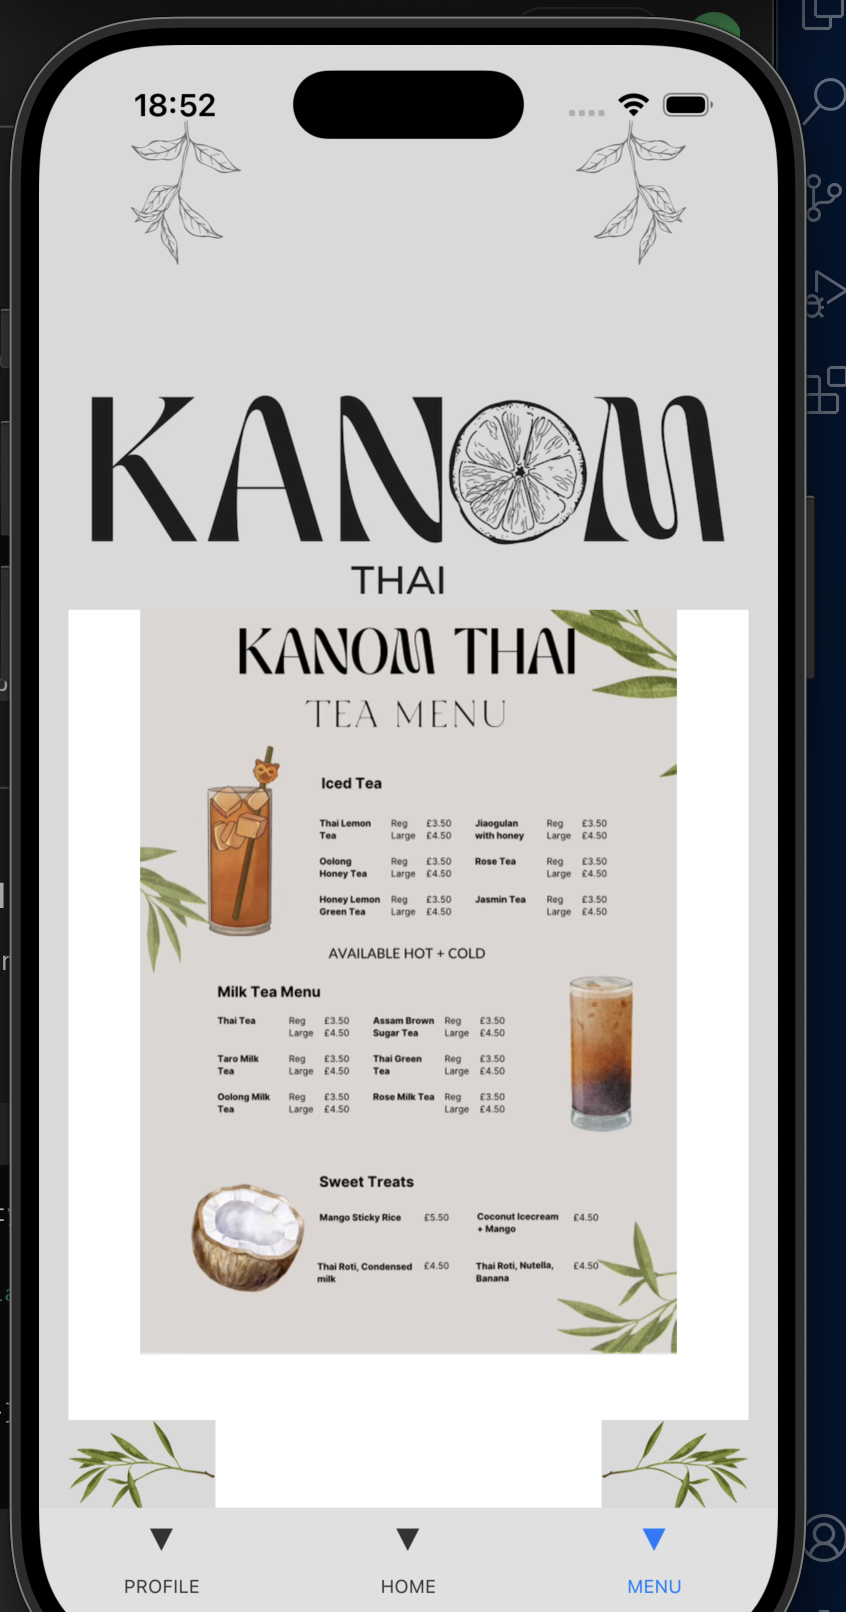 18:52
KANOM
THAI
KANOM THAI
TEA MENU
Iced Tea
Thai Lemon Reg £3.50 Jiaogulan Reg £3.50
Tea Large £4.50 with honey Large £4.50
Oolong Reg £3.50 Rose Tea Reg £3.50
Honey Tea Large £4.50 Large £4.50
Honey Lemon Reg £3.50 Jasmin Tea Reg £3.50
Green Tea Large £4.50 Large £4.50
AVAILABLE HOT + COLD
Milk Tea Menu
Thai Tea Reg £3.50 Assam Brown Reg £3.50
Large £4.50 Sugar Tea Large £4.50
Taro Milk Reg £3.50 Thai Green Reg £3.50
Tea Large £4.50 Tea Large £4.50
Oolong Milk Reg £3.50 Rose Milk Tea Reg £3.50
Tea Large £4.50 Large £4.50
Sweet Treats
Mango Sticky Rice £5.50 Coconut Icecream £4.50
+ Mango
Thai Roti, Condensed £4.50 Thai Roti, Nutella, £4.50
milk Banana
PROFILE HOME MENU